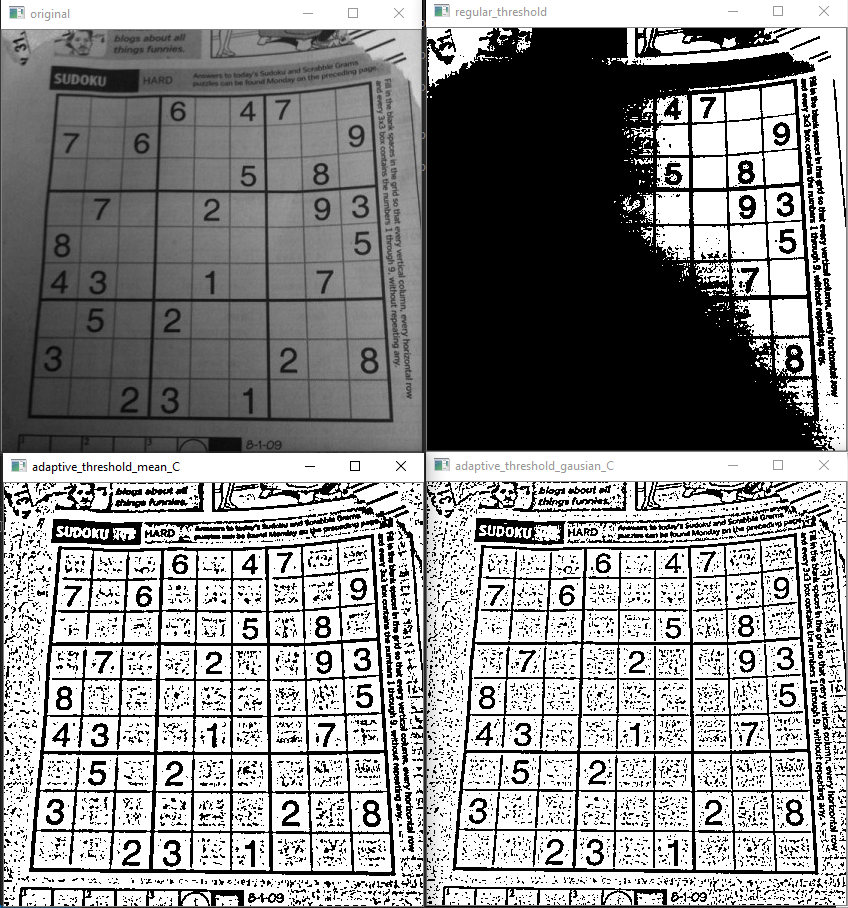 original
blogs about all
things funnies.
SUDOKU HARD Answers to today's Sudoku and Scrabble Grams
puzzles can be found Monday on the preceding page.
6 4 7
7 6 9
5 8
7 2 9 3
8 5
4 3 1 7
5 2
3 2 8
2 3 1
Fill in the blank spaces in the grid so that every vertical column, every horizontal row
and every 3x3 box contains the numbers 1 through 9, without repeating any.
1 2 3 8-1-09
regular_threshold
4 7
9
5 8
9 3
5
7
8
Fill in the blank spaces in the grid so that every vertical column, every horizontal row
and every 3x3 box contains the numbers 1 through 9, without repeating any.
adaptive_threshold_mean_C
blogs about all
things funnies.
SUDOKU HARD Answers to today's Sudoku and Scrabble Grams
puzzles can be found Monday on the preceding page
6 4 7
7 6 9
5 8
7 2 9 3
8 5
4 3 1 7
5 2
3 2 8
2 3 1
Fill in the blank spaces in the grid so that every vertical column, every horizontal row
and every 3x3 box contains the numbers 1 through 9, without repeating any.
1 2 3 8-1-09
adaptive_threshold_gausian_C
blogs about all
things funnies.
SUDOKU HARD Answers to today's Sudoku and Scrabble Grams
puzzles can be found Monday on the preceding page
6 4 7
7 6 9
5 8
7 2 9 3
8 5
4 3 1 7
5 2
3 2 8
2 3 1
Fill in the blank spaces in the grid so that every vertical column, every horizontal row
and every 3x3 box contains the numbers 1 through 9, without repeating any.
1 2 3 8-1-09